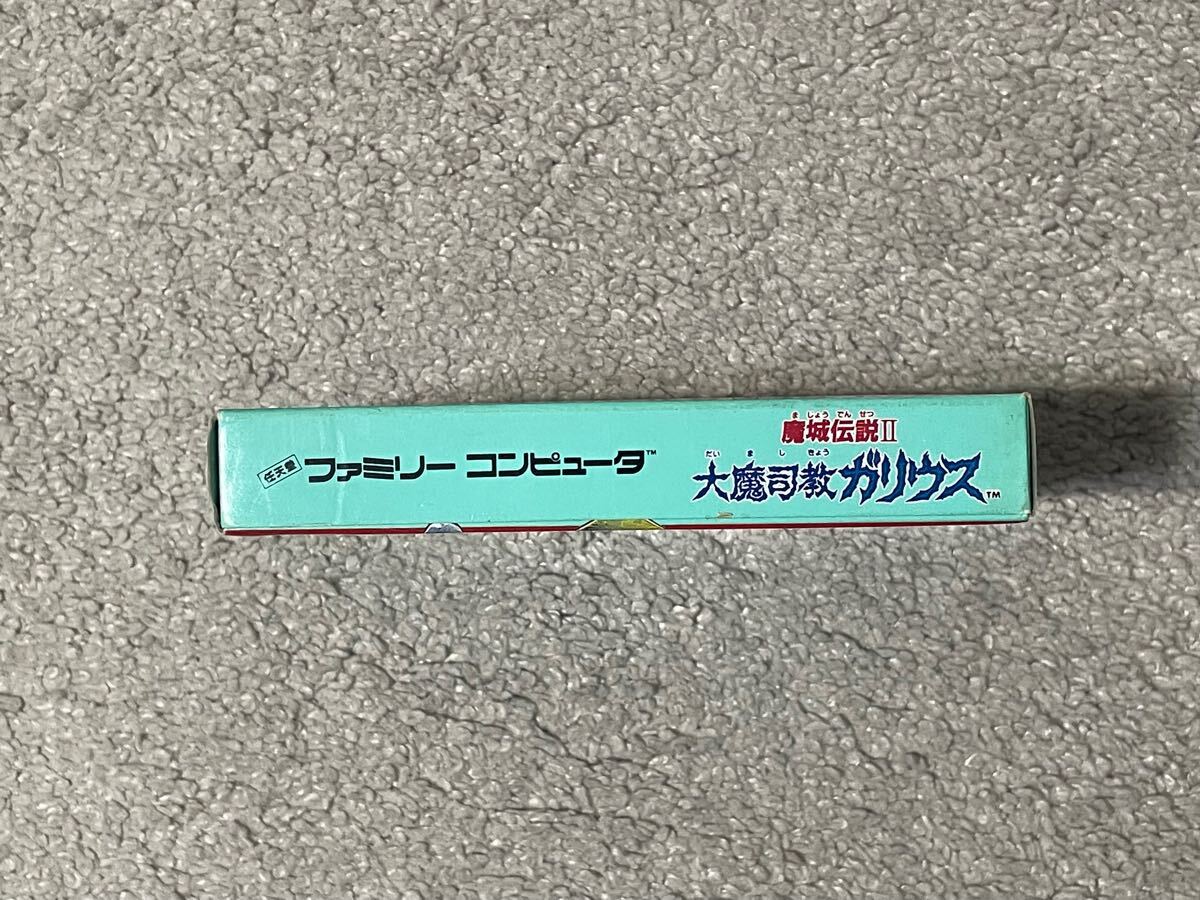 任天堂 ファミリー コンピュータ™
ま じょう でん せつ
魔城伝説II
だい ま し きょう
大魔司教ガリウス™